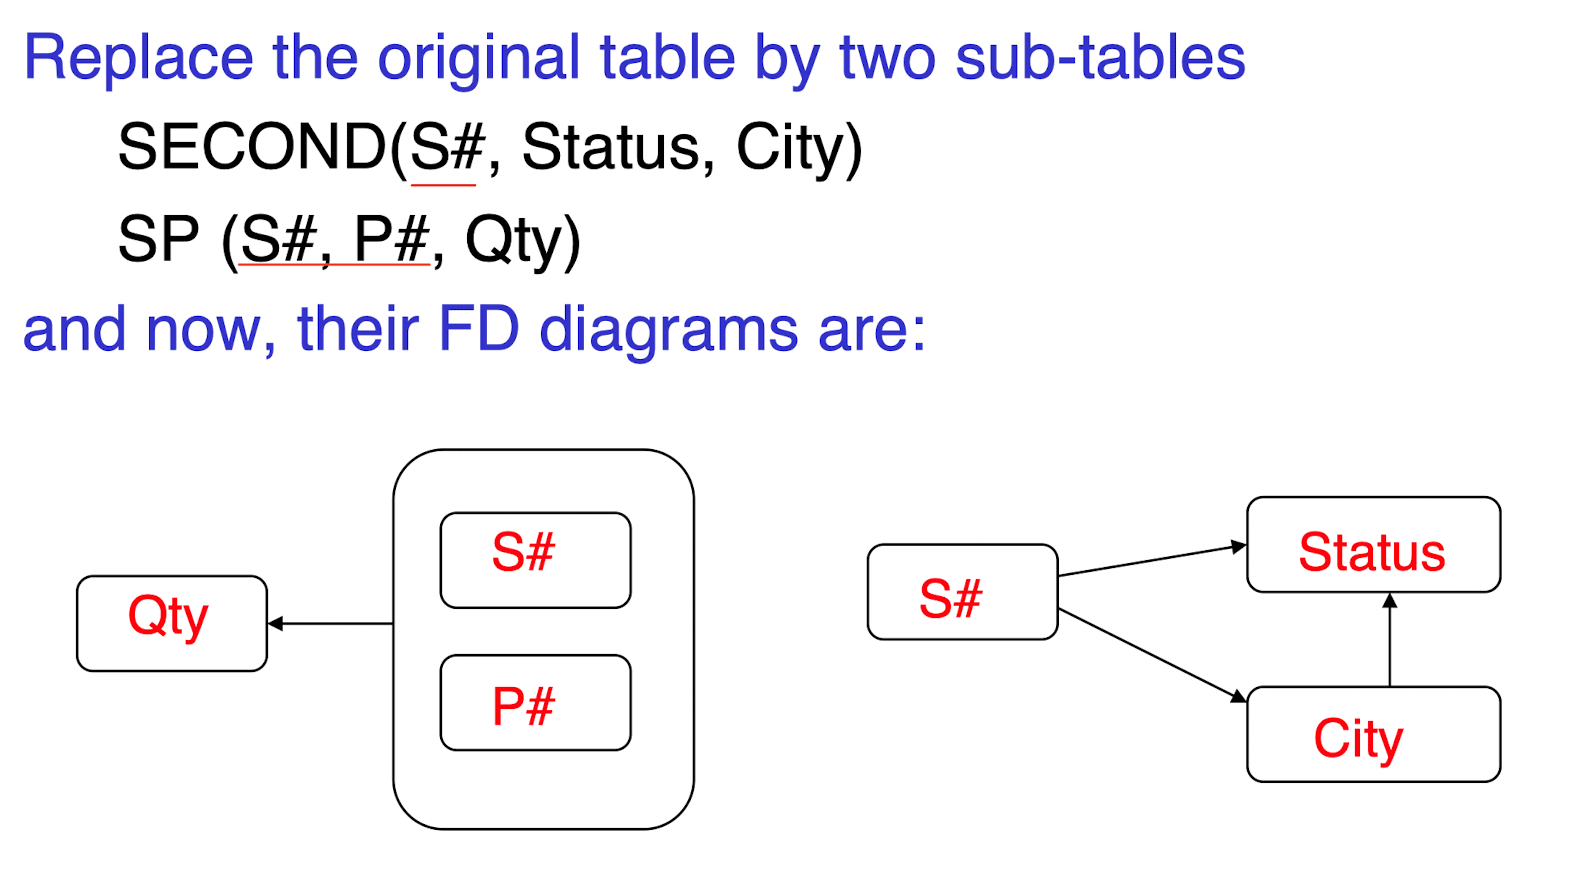 Replace the original table by two sub-tables
SECOND(S#, Status, City)
SP (S#, P#, Qty)
and now, their FD diagrams are:
S#
Qty
P#
Status
S#
City